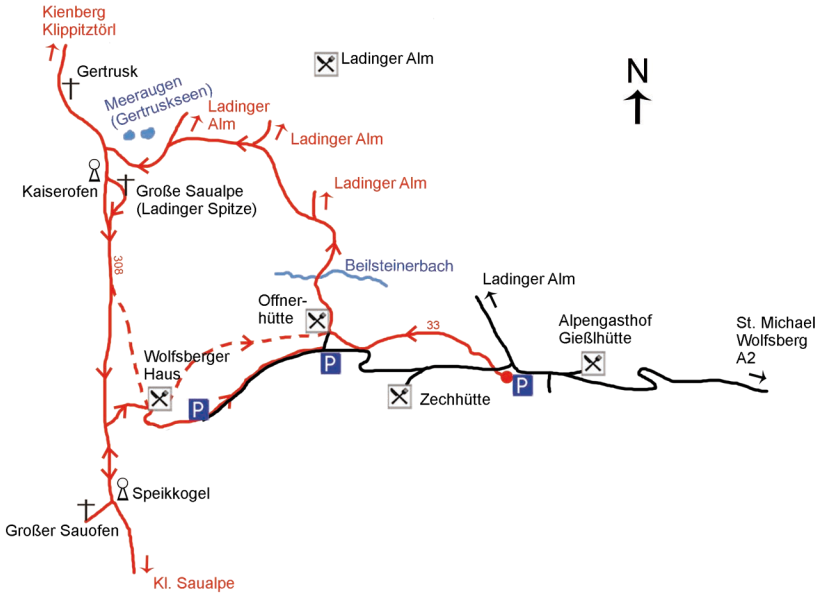 Kienberg
Klippitztörl
Gertrusk
Ladinger Alm
N
Meeraugen
(Gertruskseen)
Ladinger
Alm
Ladinger Alm
Kaiserofen
Große Saualpe
(Ladinger Spitze)
Ladinger Alm
308
Beilsteinerbach
Ladinger Alm
Offner-
hütte
33
Alpengasthof
Gießlhütte
St. Michael
Wolfsberg
A2
Wolfsberger
Haus
P
P
P
Zechhütte
Speikkogel
Großer Sauofen
Kl. Saualpe